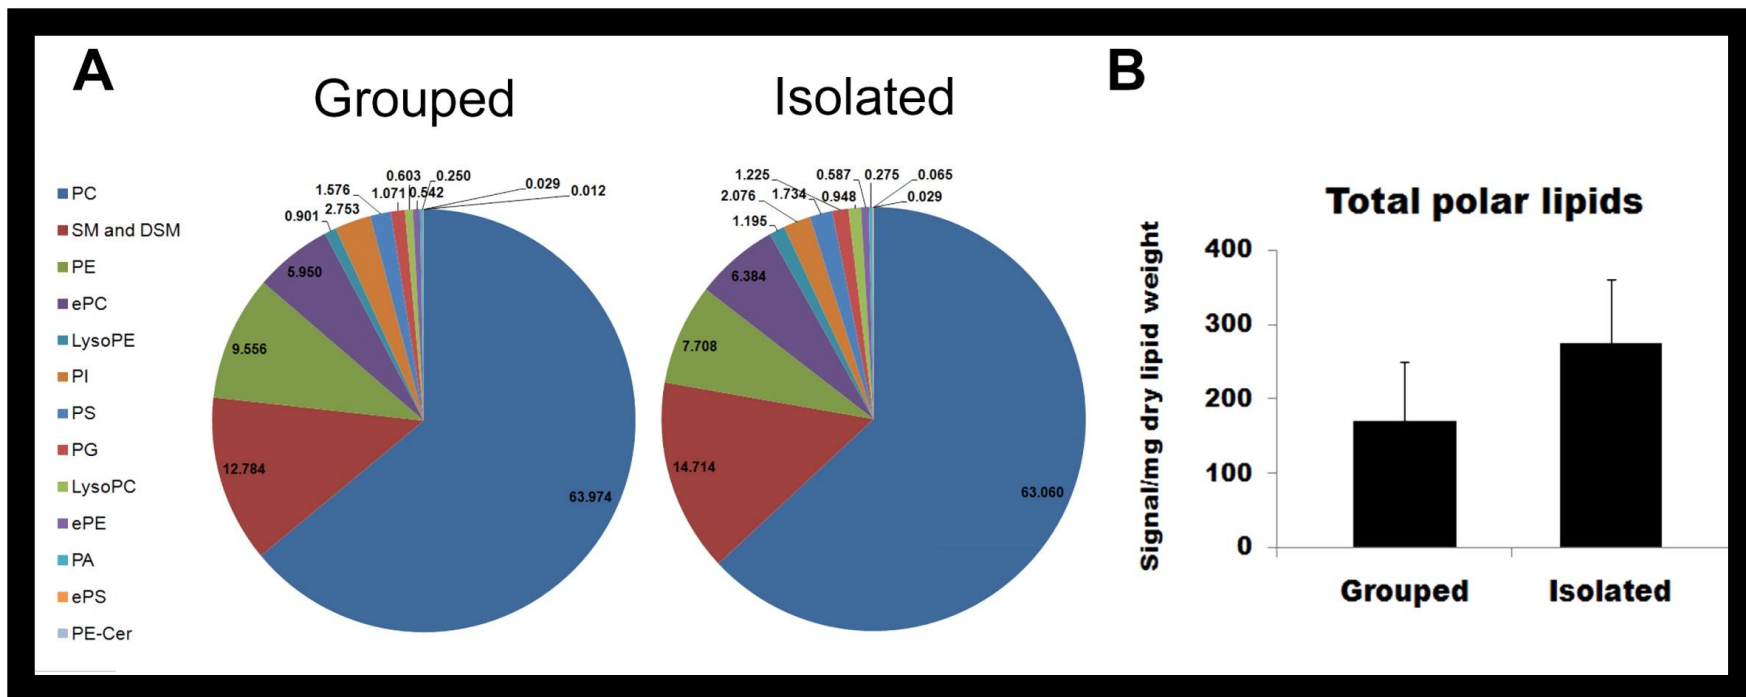 A
Grouped
Isolated
B
PC
SM and DSM
PE
ePC
LysoPE
PI
PS
PG
LysoPC
ePE
PA
ePS
PE-Cer
0.603
0.250
0.029
0.012
1.576
1.071
0.542
0.901
2.753
5.950
9.556
12.784
63.974
1.225
0.587
0.275
0.065
2.076
1.734
0.948
0.029
1.195
6.384
7.708
14.714
63.060
Total polar lipids
Signal/mg dry lipid weight
400
300
200
100
0
Grouped
Isolated